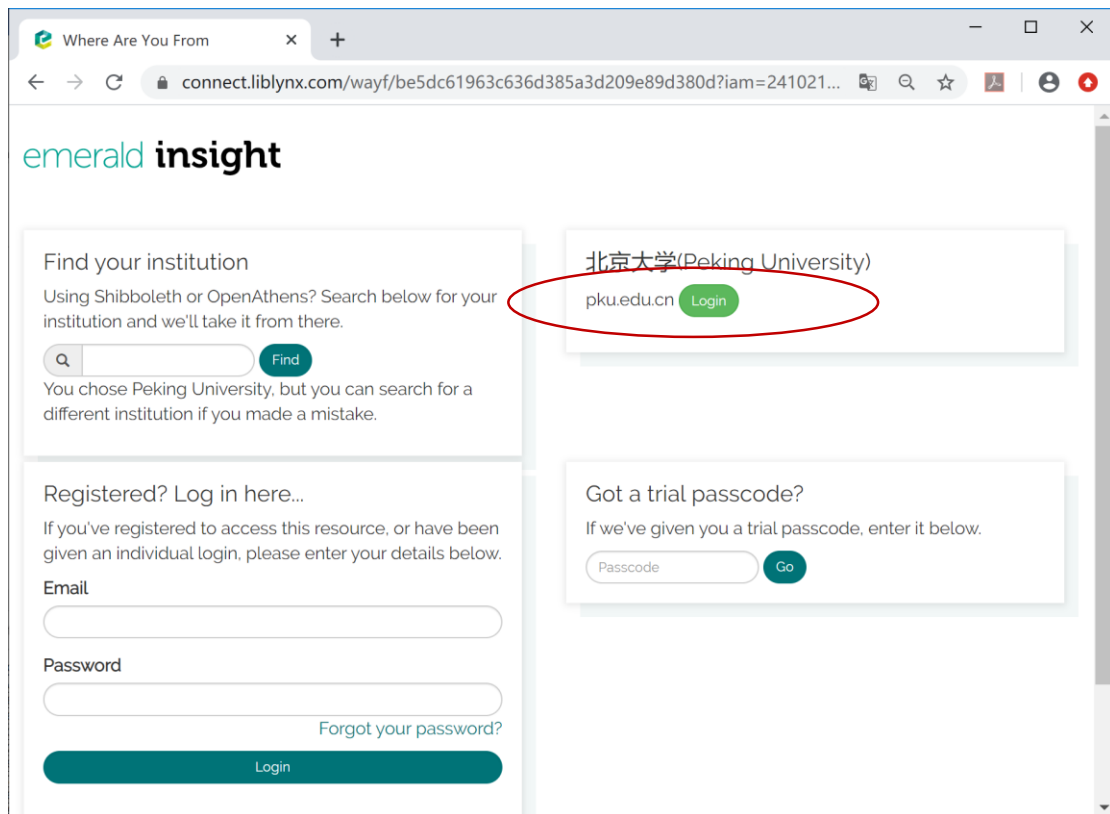 Where Are You From
connect.liblynx.com/wayf/be5dc61963c636d385a3d209e89d380d?iam=241021...
emerald insight
Find your institution
Using Shibboleth or OpenAthens? Search below for your
institution and we'll take it from there.
Find
You chose Peking University, but you can search for a
different institution if you made a mistake.
北京大学(Peking University)
pku.edu.cn Login
Registered? Log in here...
If you've registered to access this resource, or have been
given an individual login, please enter your details below.
Email
Password
Forgot your password?
Login
Got a trial passcode?
If we've given you a trial passcode, enter it below.
Passcode Go